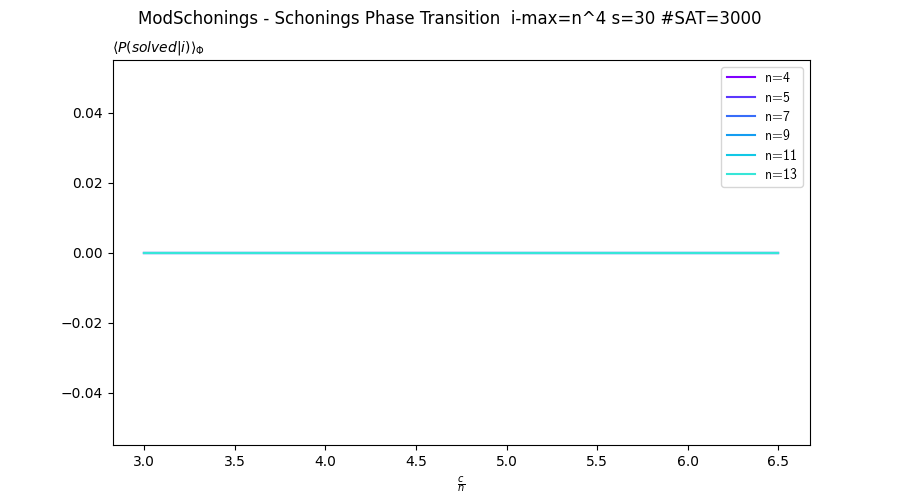 ModSchonings - Schonings Phase Transition  i-max=n^4 s=30 #SAT=3000
⟨P(solved|i)⟩Φ
n=4
n=5
n=7
n=9
n=11
n=13
0.04
0.02
0.00
−0.02
−0.04
3.0 3.5 4.0 4.5 5.0 5.5 6.0 6.5
c
n